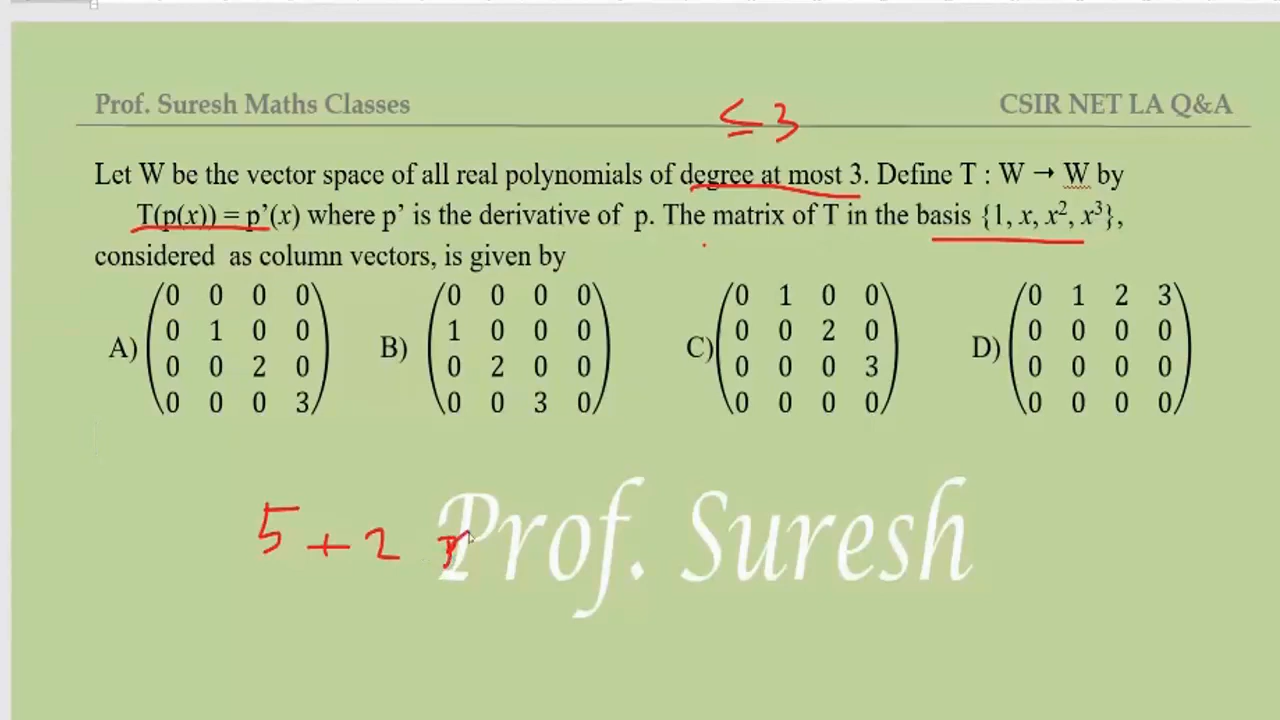 Prof. Suresh Maths Classes CSIR NET LA Q&A
≤ 3
Let W be the vector space of all real polynomials of degree at most 3. Define T : W → W by
T(p(x)) = p’(x) where p’ is the derivative of p. The matrix of T in the basis {1, x, x², x³},
considered as column vectors, is given by
A) B) C) D)
0 0 0 0 0 0 0 0 0 1 0 0 0 1 2 3
0 1 0 0 1 0 0 0 0 0 2 0 0 0 0 0
0 0 2 0 0 2 0 0 0 0 0 3 0 0 0 0
0 0 0 3 0 0 3 0 0 0 0 0 0 0 0 0
5 + 2
Prof. Suresh